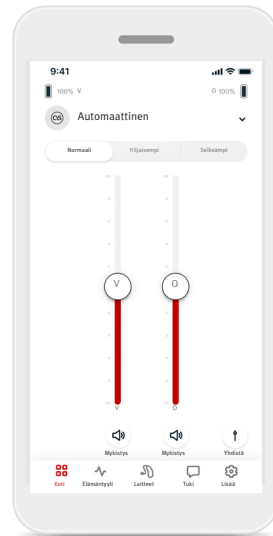 9:41
100% V
O 100%
Automaattinen
Normaali Hiljaisempi Selkeämpi
V O
V O
Mykistys Mykistys Yhdistä
Koti Elämäntyyli Laitteet Tuki Lisää